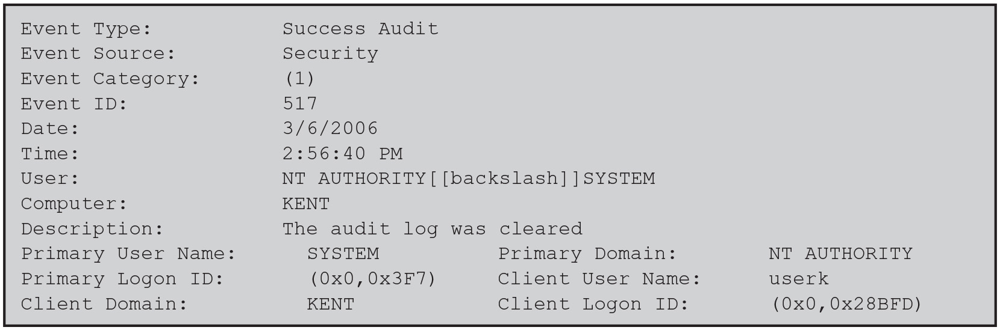 Event Type: Success Audit
Event Source: Security
Event Category: (1)
Event ID: 517
Date: 3/6/2006
Time: 2:56:40 PM
User: NT AUTHORITY[[backslash]]SYSTEM
Computer: KENT
Description: The audit log was cleared
Primary User Name: SYSTEM Primary Domain: NT AUTHORITY
Primary Logon ID: (0x0,0x3F7) Client User Name: userk
Client Domain: KENT Client Logon ID: (0x0,0x28BFD)